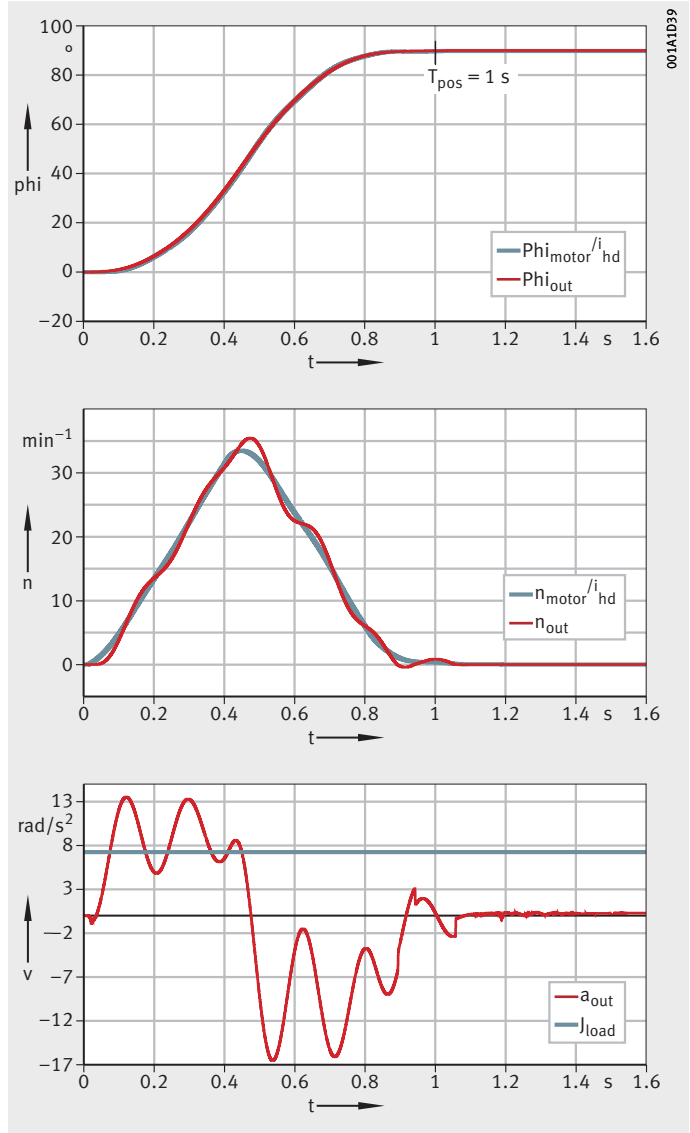 001A1D39
100
°
80
60
40
20
0
−20
phi
T_pos = 1 s
Phi_motor/i_hd
Phi_out
0 0.2 0.4 0.6 0.8 1 1.2 1.4 s 1.6
t
min⁻¹
30
20
10
0
n
n_motor/i_hd
n_out
0 0.2 0.4 0.6 0.8 1 1.2 1.4 s 1.6
t
13
rad/s²
8
3
−2
−7
−12
−17
v
a_out
J_load
0 0.2 0.4 0.6 0.8 1 1.2 1.4 s 1.6
t